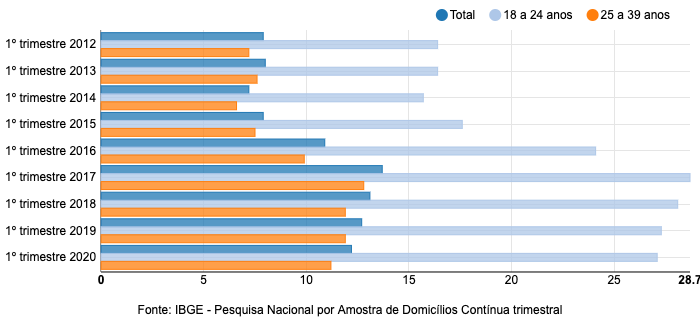 Total 18 a 24 anos 25 a 39 anos
1º trimestre 2012
1º trimestre 2013
1º trimestre 2014
1º trimestre 2015
1º trimestre 2016
1º trimestre 2017
1º trimestre 2018
1º trimestre 2019
1º trimestre 2020
0 5 10 15 20 25 28.7
Fonte: IBGE - Pesquisa Nacional por Amostra de Domicílios Contínua trimestral